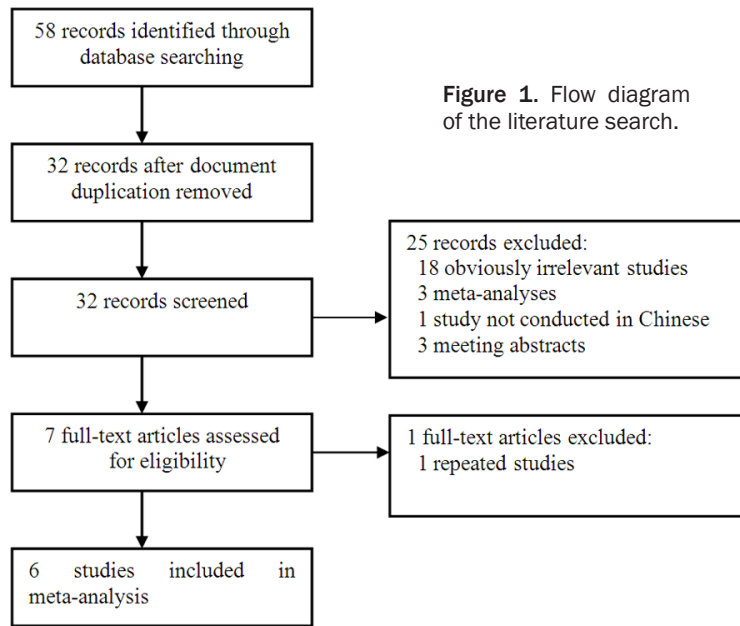 58 records identified through
database searching
Figure 1. Flow diagram
of the literature search.
32 records after document
duplication removed
32 records screened
25 records excluded:
18 obviously irrelevant studies
3 meta-analyses
1 study not conducted in Chinese
3 meeting abstracts
7 full-text articles assessed
for eligibility
1 full-text articles excluded:
1 repeated studies
6 studies included in
meta-analysis